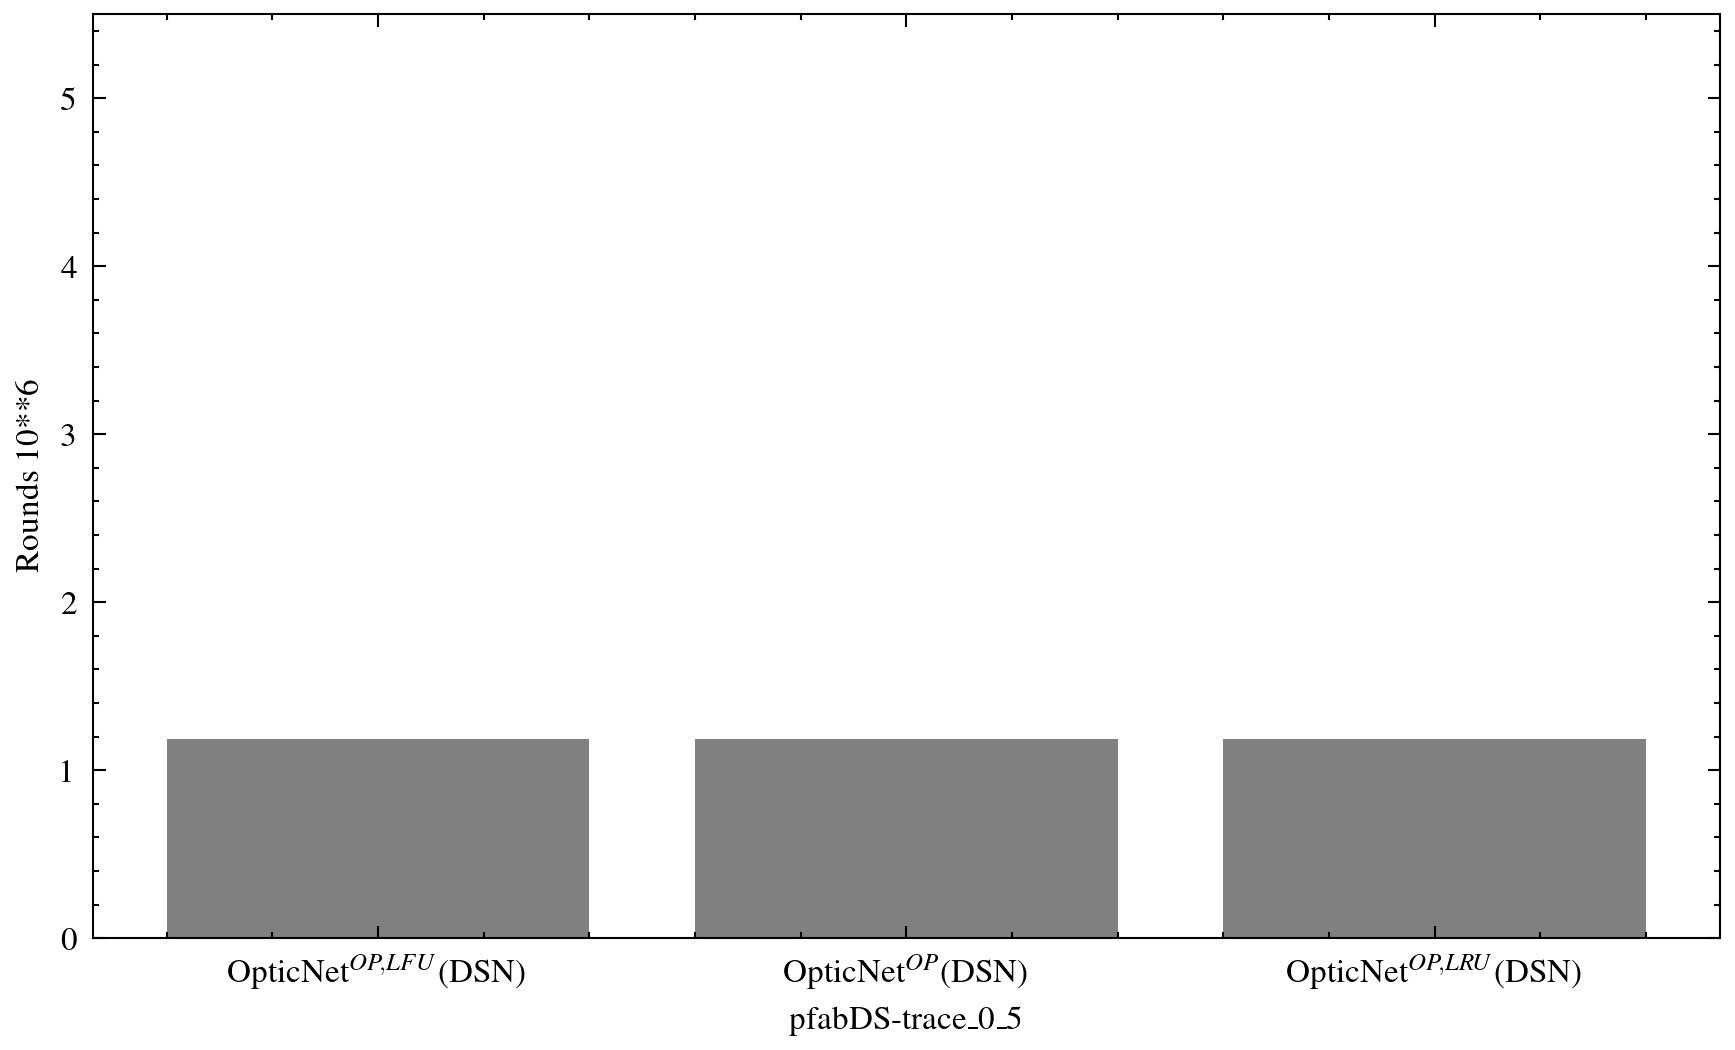 5
4
3
2
1
0
Rounds 10**6
OpticNet^{OP,LFU}(DSN)
OpticNet^{OP}(DSN)
OpticNet^{OP,LRU}(DSN)
pfabDS-trace_0_5